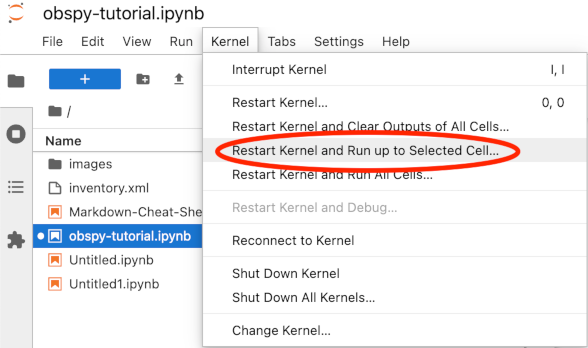 obspy-tutorial.ipynb
File Edit View Run Kernel Tabs Settings Help
+
/
Name
images
inventory.xml
Markdown-Cheat-She
obspy-tutorial.ipynb
Untitled.ipynb
Untitled1.ipynb
Interrupt Kernel I, I
Restart Kernel... 0, 0
Restart Kernel and Clear Outputs of All Cells...
Restart Kernel and Run up to Selected Cell...
Restart Kernel and Run All Cells...
Restart Kernel and Debug...
Reconnect to Kernel
Shut Down Kernel
Shut Down All Kernels...
Change Kernel...